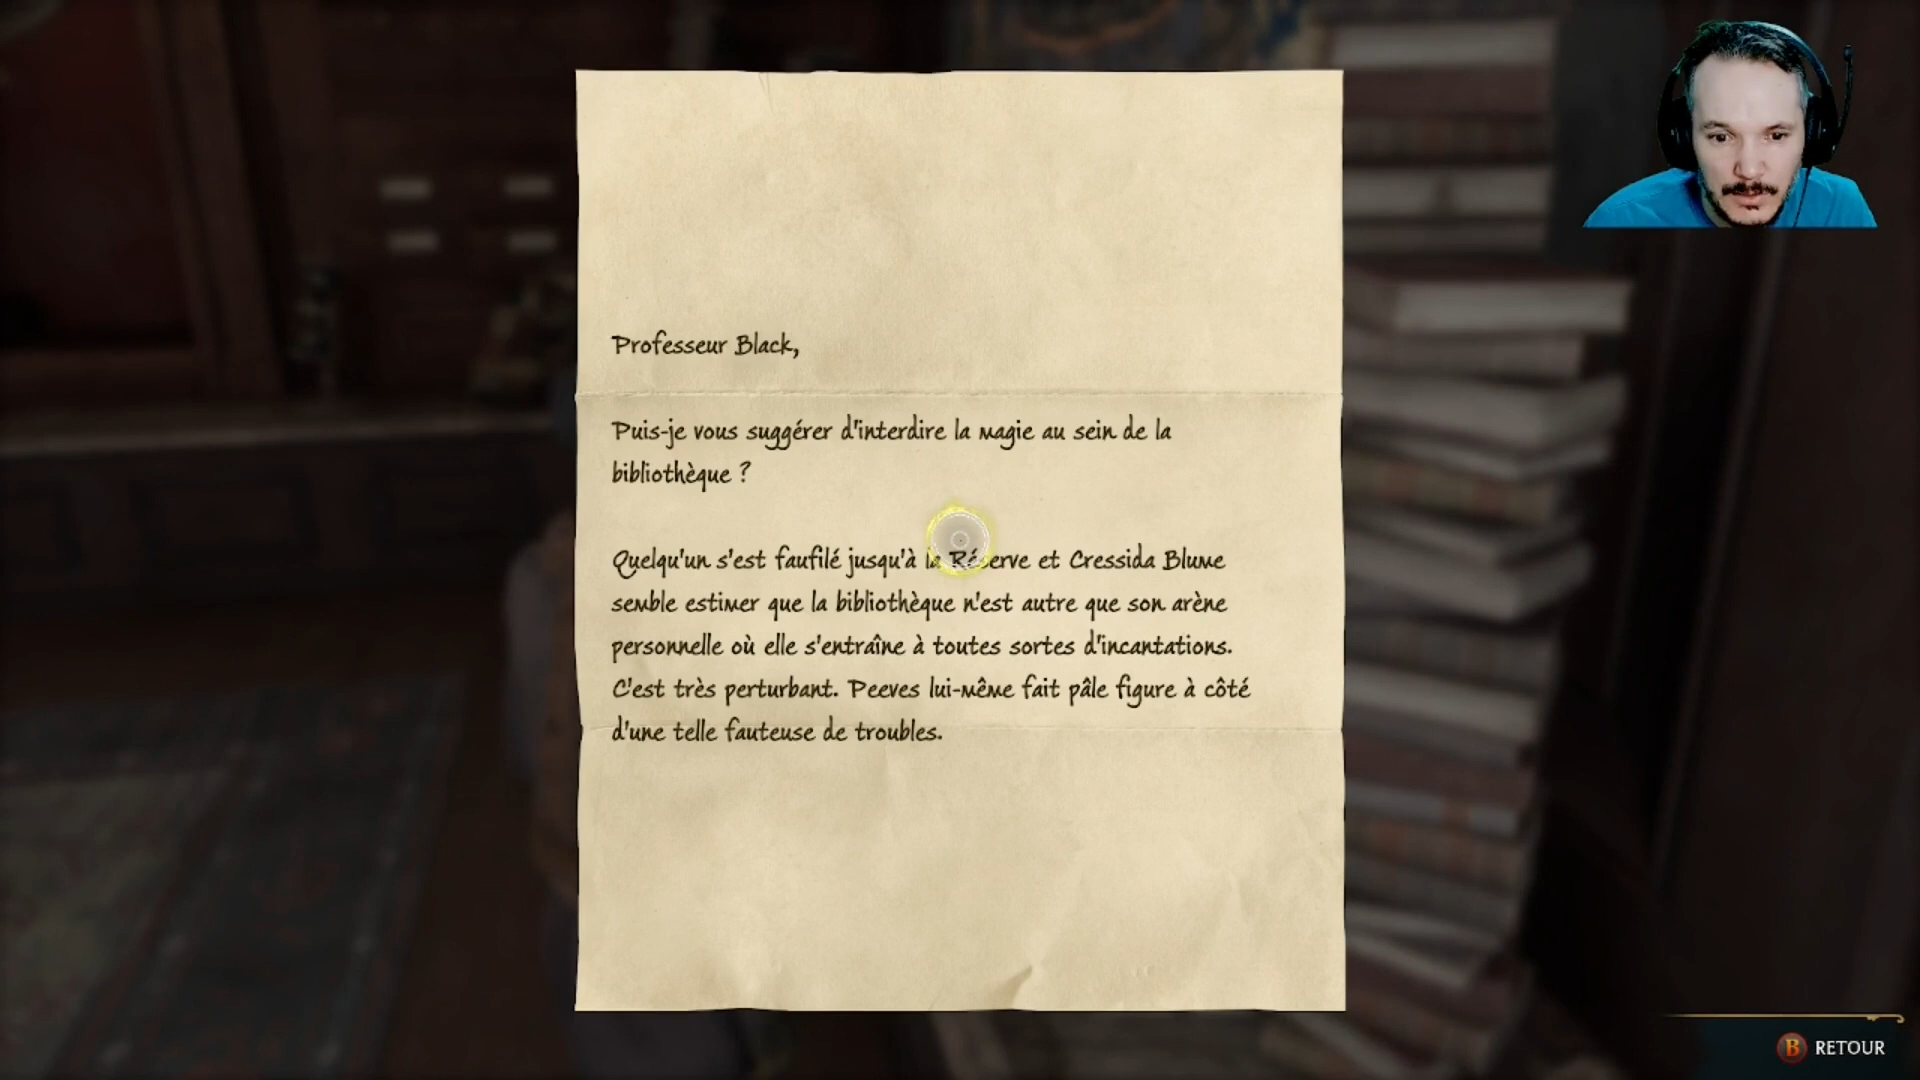 Professeur Black,
Puis-je vous suggérer d'interdire la magie au sein de la
bibliothèque ?
Quelqu'un s'est faufilé jusqu'à la Réserve et Cressida Blume
semble estimer que la bibliothèque n'est autre que son arène
personnelle où elle s'entraîne à toutes sortes d'incantations.
C'est très perturbant. Peeves lui-même fait pâle figure à côté
d'une telle fauteuse de troubles.
B RETOUR